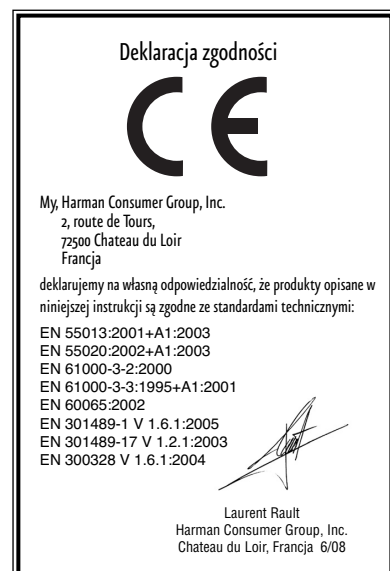 Deklaracja zgodności
CE
My, Harman Consumer Group, Inc.
2, route de Tours,
72500 Chateau du Loir
Francja
deklarujemy na własną odpowiedzialność, że produkty opisane w
niniejszej instrukcji są zgodne ze standardami technicznymi:
EN 55013:2001+A1:2003
EN 55020:2002+A1:2003
EN 61000-3-2:2000
EN 61000-3-3:1995+A1:2001
EN 60065:2002
EN 301489-1 V 1.6.1:2005
EN 301489-17 V 1.2.1:2003
EN 300328 V 1.6.1:2004
Laurent Rault
Harman Consumer Group, Inc.
Chateau du Loir, Francja 6/08